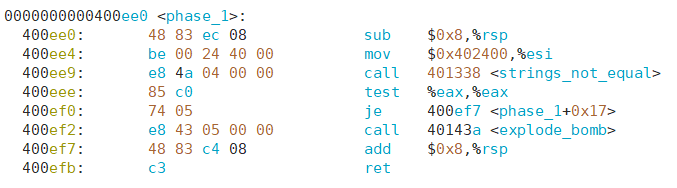 0000000000400ee0 <phase_1>:
400ee0: 48 83 ec 08 sub $0x8,%rsp
400ee4: be 00 24 40 00 mov $0x402400,%esi
400ee9: e8 4a 04 00 00 call 401338 <strings_not_equal>
400eee: 85 c0 test %eax,%eax
400ef0: 74 05 je 400ef7 <phase_1+0x17>
400ef2: e8 43 05 00 00 call 40143a <explode_bomb>
400ef7: 48 83 c4 08 add $0x8,%rsp
400efb: c3 ret